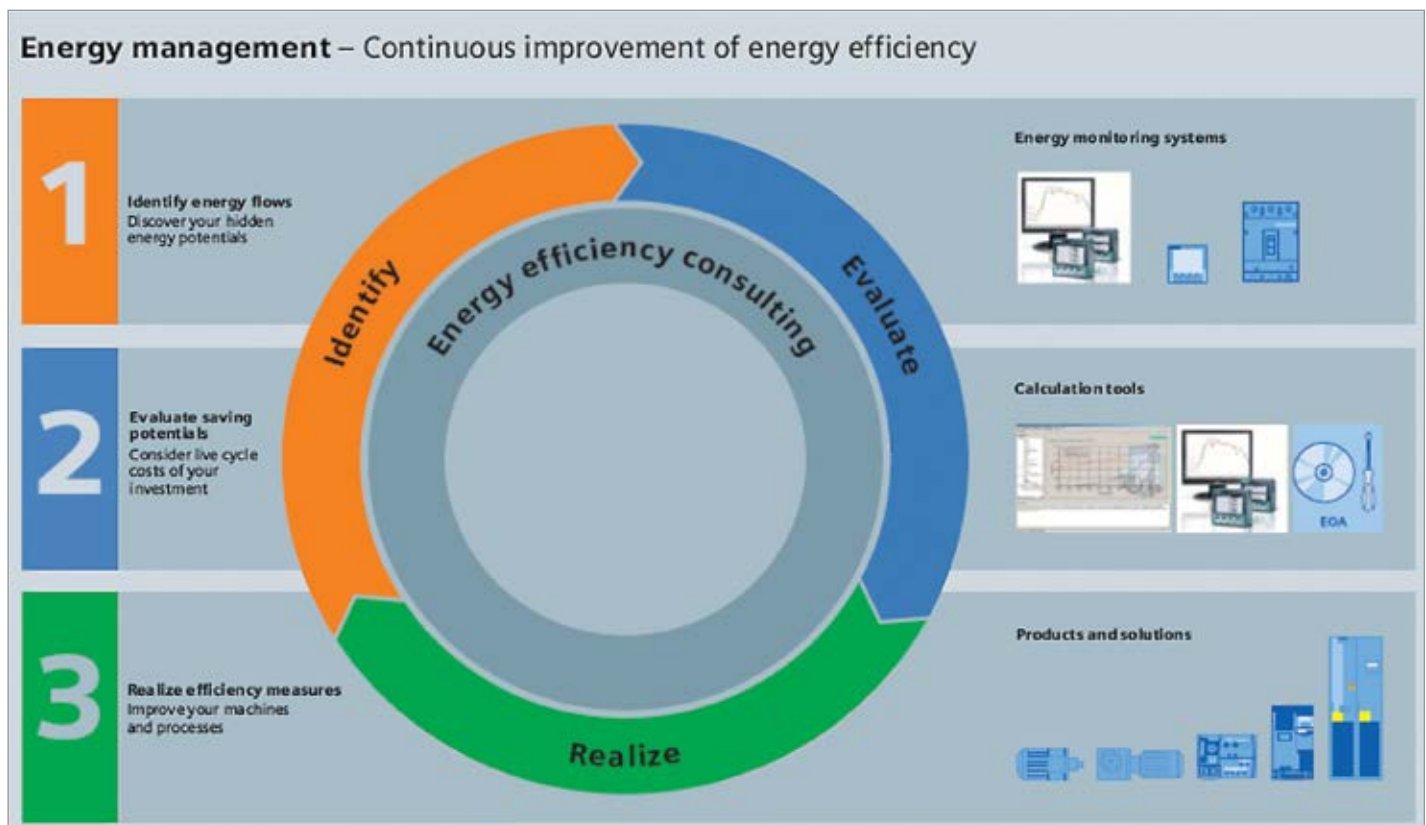 Energy management – Continuous improvement of energy efficiency
1
Identify energy flows
Discover your hidden
energy potentials
Identify
Energy efficiency consulting
Evaluate
Energy monitoring systems
2
Evaluate saving
potentials
Consider live cycle
costs of your
investment
Calculation tools
EOA
3
Realize efficiency measures
Improve your machines
and processes
Realize
Products and solutions